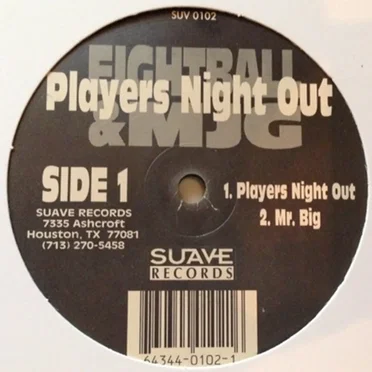 SUV 0102
EIGHTBALL
Players Night Out
&MJG
SIDE 1
SUAVE RECORDS
7335 Ashcroft
Houston, TX 77081
(713) 270-5458
1. Players Night Out
2. Mr. Big
SUAVE
RECORDS
64344-0102-1